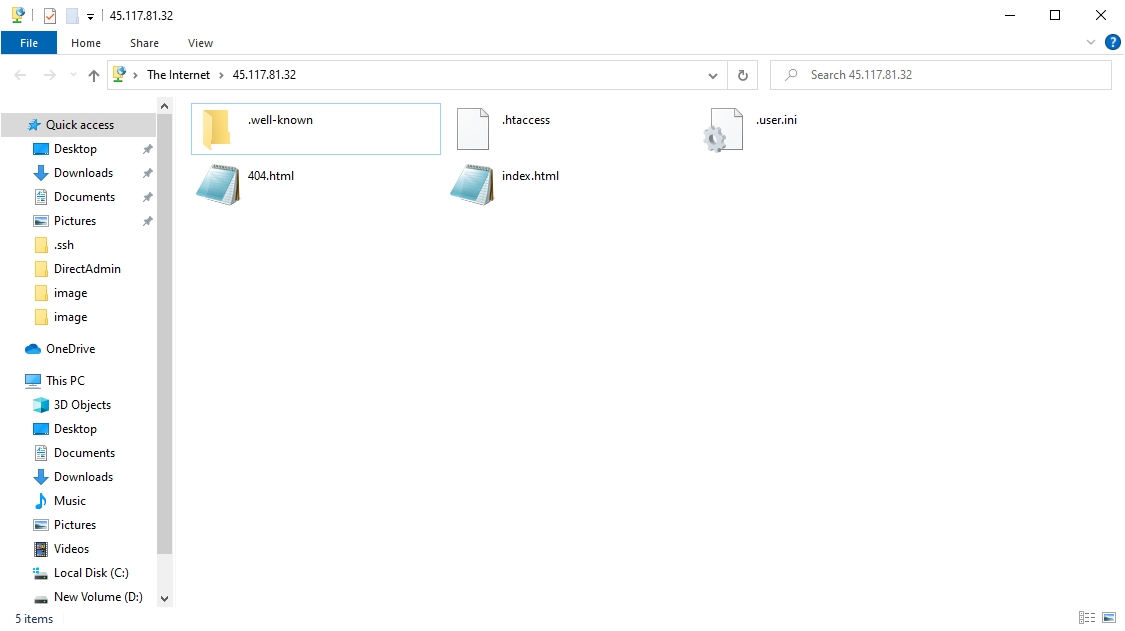 45.117.81.32
File Home Share View
The Internet 45.117.81.32
Search 45.117.81.32
Quick access
Desktop
Downloads
Documents
Pictures
.ssh
DirectAdmin
image
image
OneDrive
This PC
3D Objects
Desktop
Documents
Downloads
Music
Pictures
Videos
Local Disk (C:)
New Volume (D:)
.well-known .htaccess .user.ini
404.html index.html
5 items